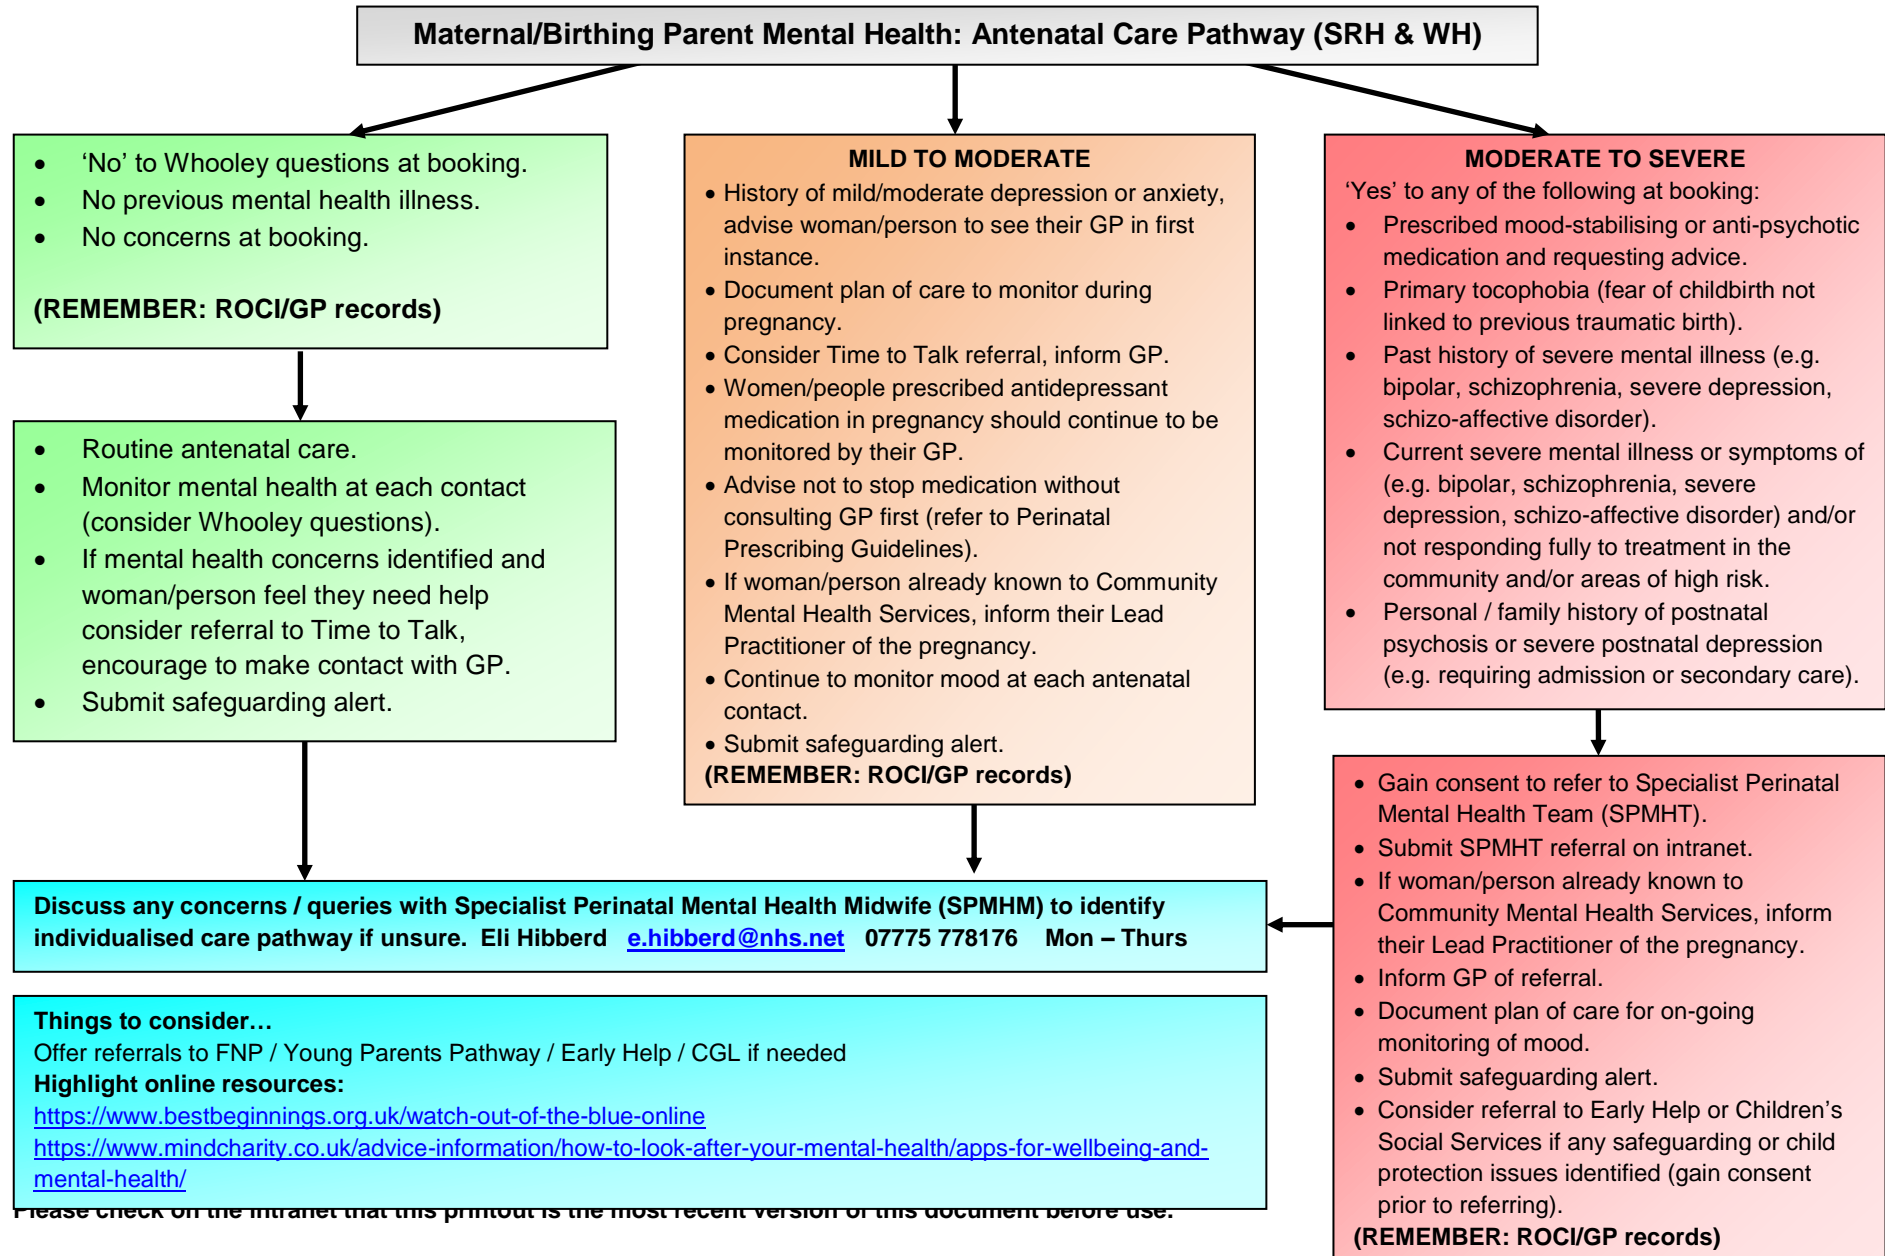 Maternal/Birthing Parent Mental Health: Antenatal Care Pathway (SRH & WH)
• ‘No’ to Whooley questions at booking.
• No previous mental health illness.
• No concerns at booking.
(REMEMBER: ROCI/GP records)
• Routine antenatal care.
• Monitor mental health at each contact
(consider Whooley questions).
• If mental health concerns identified and
woman/person feel they need help
consider referral to Time to Talk,
encourage to make contact with GP.
• Submit safeguarding alert.
MILD TO MODERATE
• History of mild/moderate depression or anxiety,
advise woman/person to see their GP in first
instance.
• Document plan of care to monitor during
pregnancy.
• Consider Time to Talk referral, inform GP.
• Women/people prescribed antidepressant
medication in pregnancy should continue to be
monitored by their GP.
• Advise not to stop medication without
consulting GP first (refer to Perinatal
Prescribing Guidelines).
• If woman/person already known to Community
Mental Health Services, inform their Lead
Practitioner of the pregnancy.
• Continue to monitor mood at each antenatal
contact.
• Submit safeguarding alert.
(REMEMBER: ROCI/GP records)
MODERATE TO SEVERE
‘Yes’ to any of the following at booking:
• Prescribed mood-stabilising or anti-psychotic
medication and requesting advice.
• Primary tocophobia (fear of childbirth not
linked to previous traumatic birth).
• Past history of severe mental illness (e.g.
bipolar, schizophrenia, severe depression,
schizo-affective disorder).
• Current severe mental illness or symptoms of
(e.g. bipolar, schizophrenia, severe
depression, schizo-affective disorder) and/or
not responding fully to treatment in the
community and/or areas of high risk.
• Personal / family history of postnatal
psychosis or severe postnatal depression
(e.g. requiring admission or secondary care).
• Gain consent to refer to Specialist Perinatal
Mental Health Team (SPMHT).
• Submit SPMHT referral on intranet.
• If woman/person already known to
Community Mental Health Services, inform
their Lead Practitioner of the pregnancy.
• Inform GP of referral.
• Document plan of care for on-going
monitoring of mood.
• Submit safeguarding alert.
• Consider referral to Early Help or Children’s
Social Services if any safeguarding or child
protection issues identified (gain consent
prior to referring).
(REMEMBER: ROCI/GP records)
Discuss any concerns / queries with Specialist Perinatal Mental Health Midwife (SPMHM) to identify
individualised care pathway if unsure. Eli Hibberd e.hibberd@nhs.net 07775 778176 Mon – Thurs
Things to consider…
Offer referrals to FNP / Young Parents Pathway / Early Help / CGL if needed
Highlight online resources:
https://www.bestbeginnings.org.uk/watch-out-of-the-blue-online
https://www.mindcharity.co.uk/advice-information/how-to-look-after-your-mental-health/apps-for-wellbeing-and-
mental-health/
Please check on the intranet that this printout is the most recent version of this document before use.